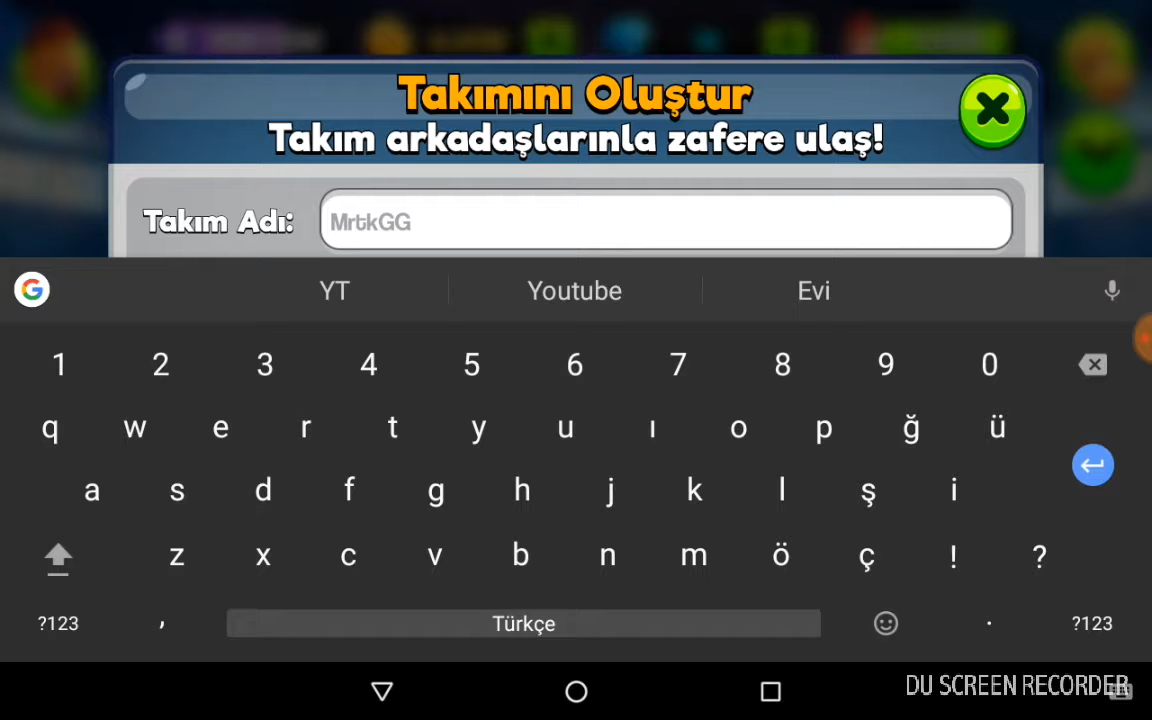 Takımını Oluştur
Takım arkadaşlarınla zafere ulaş!
Takım Adı: MrtkGG
YT Youtube Evi
1 2 3 4 5 6 7 8 9 0
q w e r t y u ı o p ğ ü
a s d f g h j k l ş i
z x c v b n m ö ç ! ?
?123 , Türkçe . ?123
DU SCREEN RECORDER